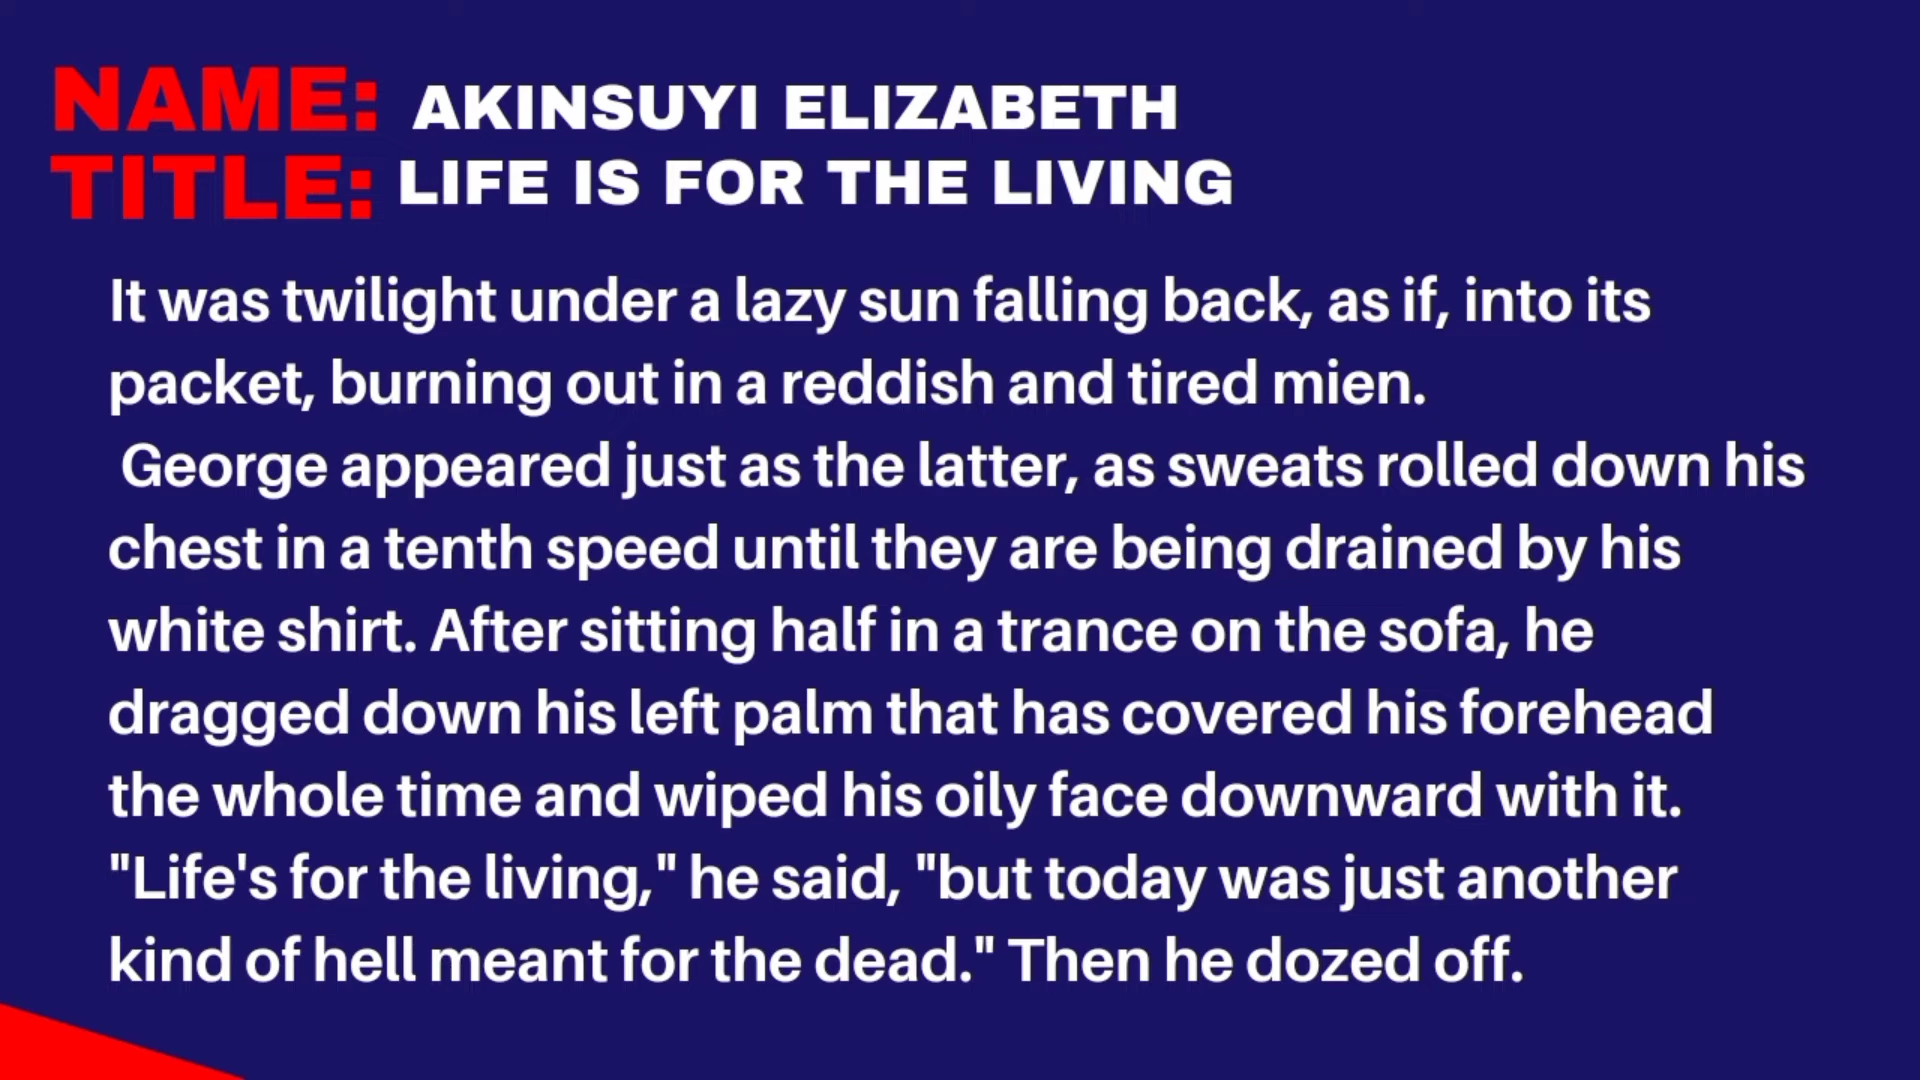 NAME: AKINSUYI ELIZABETH
TITLE: LIFE IS FOR THE LIVING
It was twilight under a lazy sun falling back, as if, into its
packet, burning out in a reddish and tired mien.
George appeared just as the latter, as sweats rolled down his
chest in a tenth speed until they are being drained by his
white shirt. After sitting half in a trance on the sofa, he
dragged down his left palm that has covered his forehead
the whole time and wiped his oily face downward with it.
"Life's for the living," he said, "but today was just another
kind of hell meant for the dead." Then he dozed off.